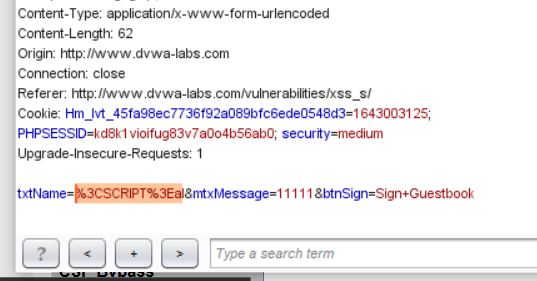 Content-Type: application/x-www-form-urlencoded
Content-Length: 62
Origin: http://www.dvwa-labs.com
Connection: close
Referer: http://www.dvwa-labs.com/vulnerabilities/xss_s/
Cookie: Hm_lvt_45fa98ec7736f92a089bfc6ede0548d3=1643003125;
PHPSESSID=kd8k1vioifug83v7a0o4b56ab0; security=medium
Upgrade-Insecure-Requests: 1
txtName=%3CSCRIPT%3Eal&mtxMessage=11111&btnSign=Sign+Guestbook
? < + > Type a search term
CSP Bypass